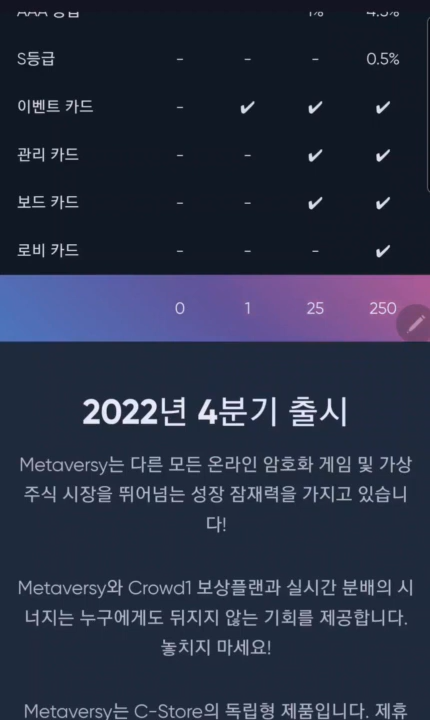 AAA 등급 1% 4.5%
S등급 - - - 0.5%
이벤트 카드 - ✔ ✔ ✔
관리 카드 - - ✔ ✔
보드 카드 - - ✔ ✔
로비 카드 - - - ✔
0 1 25 250
2022년 4분기 출시
Metaversy는 다른 모든 온라인 암호화 게임 및 가상
주식 시장을 뛰어넘는 성장 잠재력을 가지고 있습니
다!
Metaversy와 Crowd1 보상플랜과 실시간 분배의 시
너지는 누구에게도 뒤지지 않는 기회를 제공합니다.
놓치지 마세요!
Metaversy는 C-Store의 독립형 제품입니다. 제휴